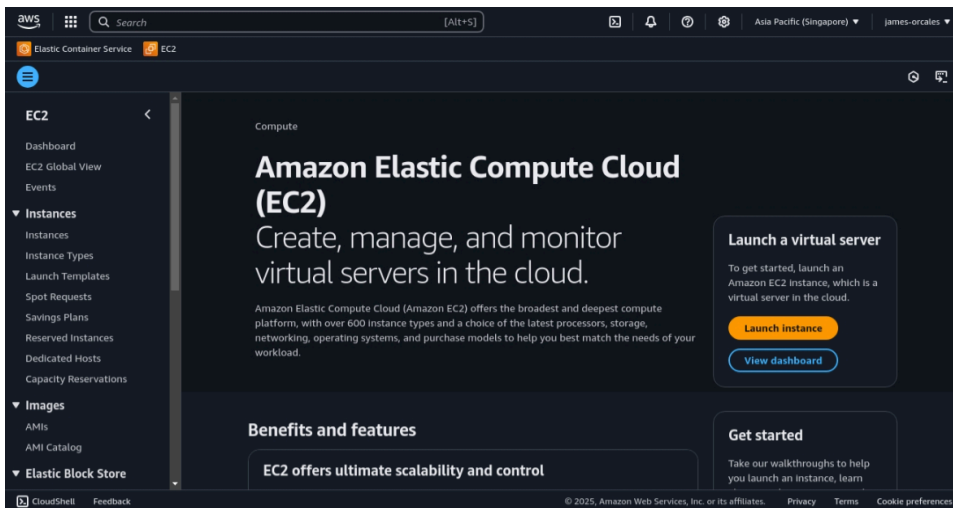 aws
Search [Alt+S]
Asia Pacific (Singapore) ▼
james-orcales ▼
Elastic Container Service
EC2
EC2
Dashboard
EC2 Global View
Events
▼ Instances
Instances
Instance Types
Launch Templates
Spot Requests
Savings Plans
Reserved Instances
Dedicated Hosts
Capacity Reservations
▼ Images
AMIs
AMI Catalog
▼ Elastic Block Store
Compute
Amazon Elastic Compute Cloud
(EC2)
Create, manage, and monitor
virtual servers in the cloud.
Amazon Elastic Compute Cloud (Amazon EC2) offers the broadest and deepest compute
platform, with over 600 instance types and a choice of the latest processors, storage,
networking, operating systems, and purchase models to help you best match the needs of your
workload.
Launch a virtual server
To get started, launch an
Amazon EC2 instance, which is a
virtual server in the cloud.
Launch instance
View dashboard
Benefits and features
EC2 offers ultimate scalability and control
Get started
Take our walkthroughs to help
you launch an instance, learn
CloudShell
Feedback
© 2025, Amazon Web Services, Inc. or its affiliates.
Privacy
Terms
Cookie preferences